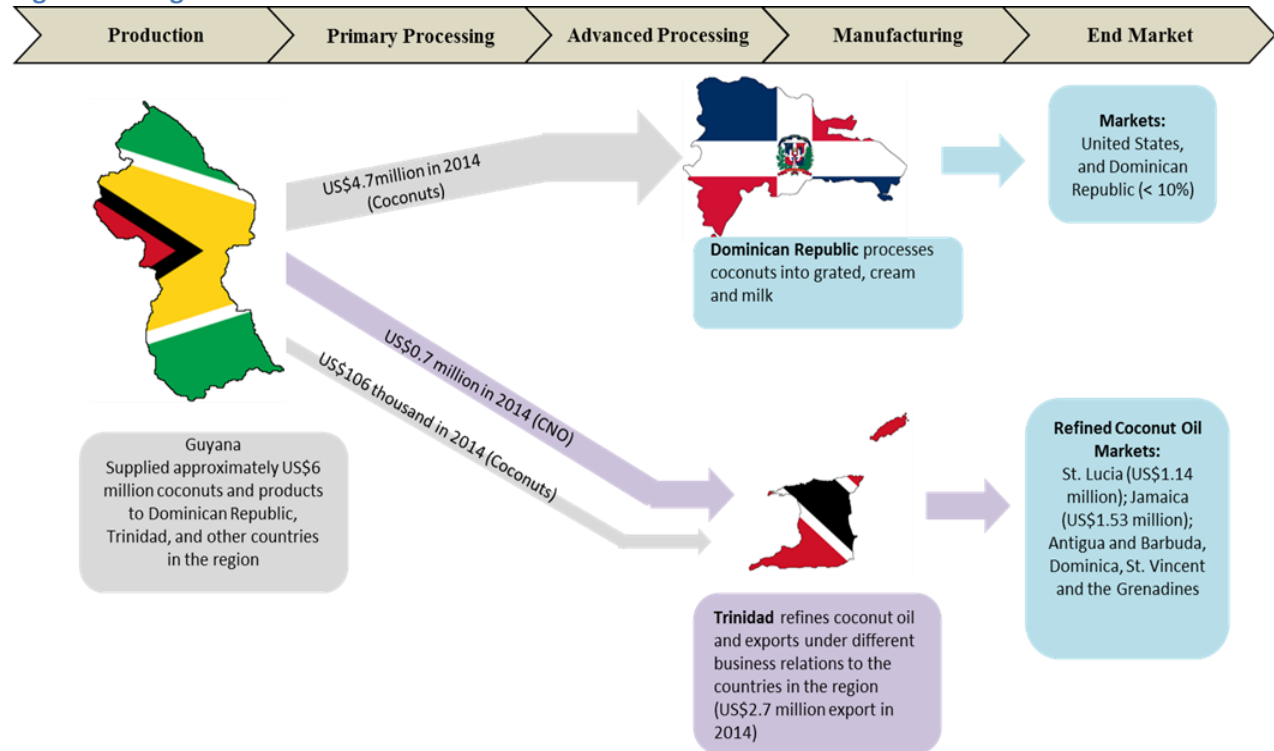 Production
Primary Processing
Advanced Processing
Manufacturing
End Market
US$4.7million in 2014
(Coconuts)
US$0.7 million in 2014 (CNO)
US$106 thousand in 2014 (Coconuts)
Guyana
Supplied approximately US$6
million coconuts and products
to Dominican Republic,
Trinidad, and other countries
in the region
Dominican Republic processes
coconuts into grated, cream
and milk
Markets:
United States,
and Dominican
Republic (< 10%)
Trinidad refines coconut oil
and exports under different
business relations to the
countries in the region
(US$2.7 million export in
2014)
Refined Coconut Oil
Markets:
St. Lucia (US$1.14
million); Jamaica
(US$1.53 million);
Antigua and Barbuda,
Dominica, St. Vincent
and the Grenadines